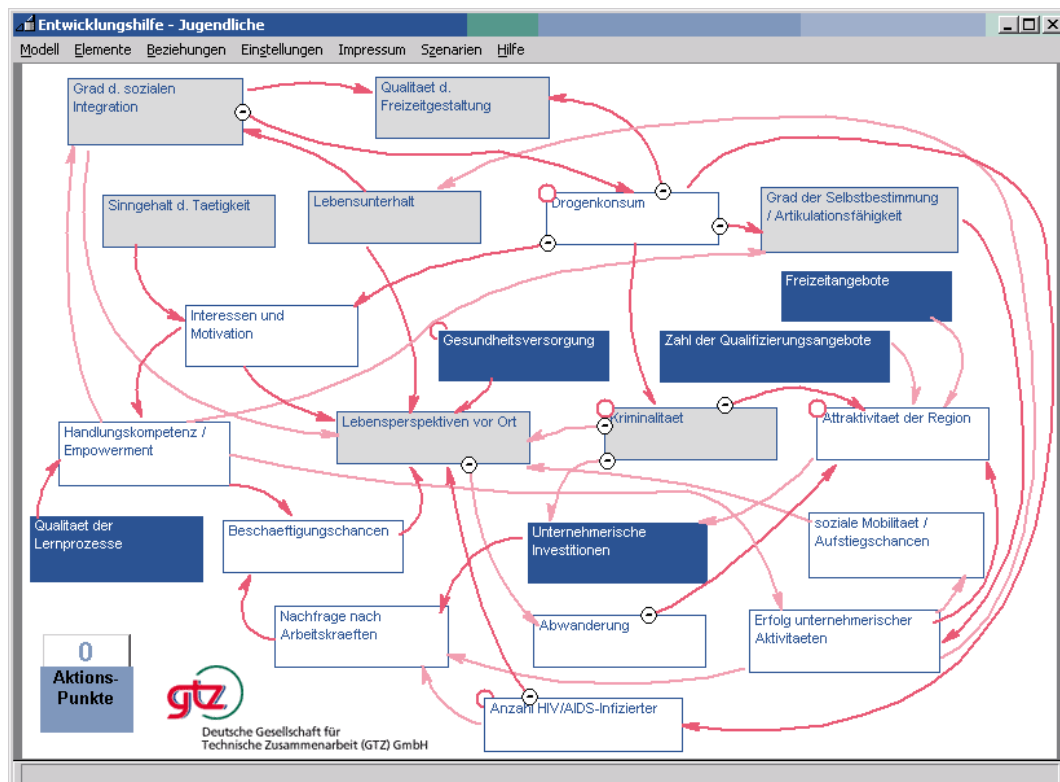 Entwicklungshilfe - Jugendliche
Modell Elemente Beziehungen Einstellungen Impressum Szenarien Hilfe
Grad d. sozialen
Integration
Qualitaet d.
Freizeitgestaltung
Sinngehalt d. Taetigkeit
Lebensunterhalt
Drogenkonsum
Grad der Selbstbestimmung
/ Artikulationsfähigkeit
Freizeitangebote
Interessen und
Motivation
Gesundheitsversorgung
Zahl der Qualifizierungsangebote
Handlungskompetenz /
Empowerment
Lebensperspektiven vor Ort
Kriminalitaet
Attraktivitaet der Region
Qualitaet der
Lernprozesse
Beschaeftigungschancen
Unternehmerische
Investitionen
soziale Mobilitaet /
Aufstiegschancen
Nachfrage nach
Arbeitskraeften
Abwanderung
Erfolg unternehmerischer
Aktivitaeten
0
Aktions-
Punkte
gtz
Deutsche Gesellschaft für
Technische Zusammenarbeit (GTZ) GmbH
Anzahl HIV/AIDS-Infizierter